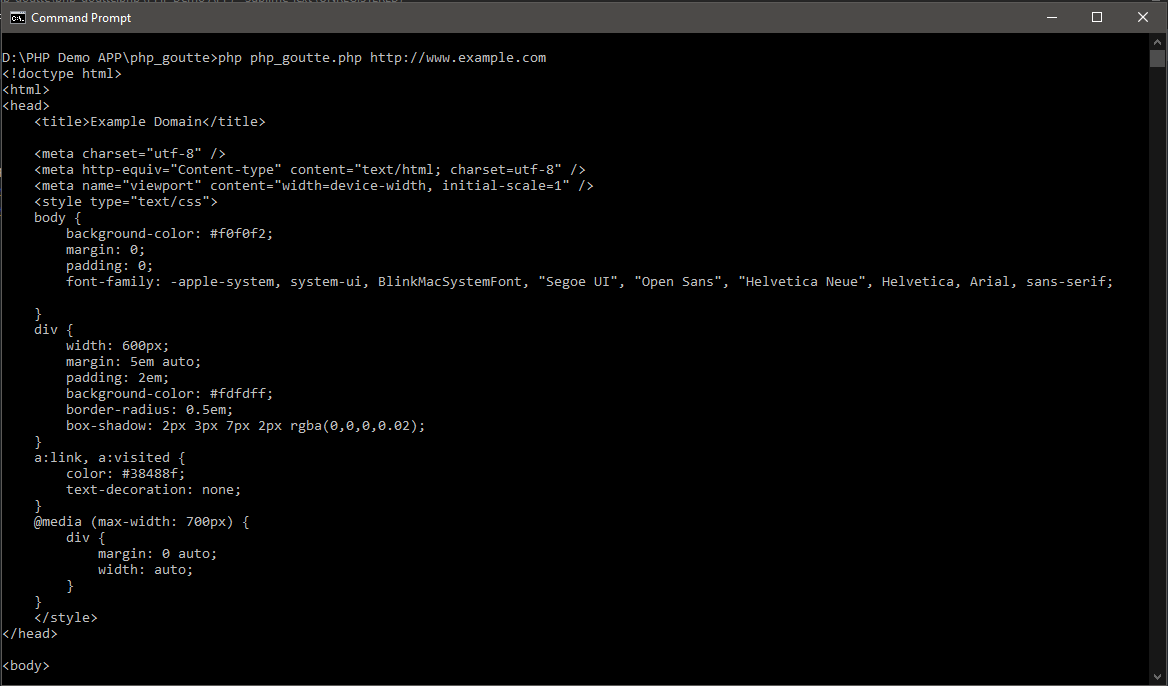 Command Prompt
D:\PHP Demo APP\php_goutte>php php_goutte.php http://www.example.com
<!doctype html>
<html>
<head>
    <title>Example Domain</title>

    <meta charset="utf-8" />
    <meta http-equiv="Content-type" content="text/html; charset=utf-8" />
    <meta name="viewport" content="width=device-width, initial-scale=1" />
    <style type="text/css">
    body {
        background-color: #f0f0f2;
        margin: 0;
        padding: 0;
        font-family: -apple-system, system-ui, BlinkMacSystemFont, "Segoe UI", "Open Sans", "Helvetica Neue", Helvetica, Arial, sans-serif;

    }
    div {
        width: 600px;
        margin: 5em auto;
        padding: 2em;
        background-color: #fdfdff;
        border-radius: 0.5em;
        box-shadow: 2px 3px 7px 2px rgba(0,0,0,0.02);
    }
    a:link, a:visited {
        color: #38488f;
        text-decoration: none;
    }
    @media (max-width: 700px) {
        div {
            margin: 0 auto;
            width: auto;
        }
    }
    </style>
</head>

<body>